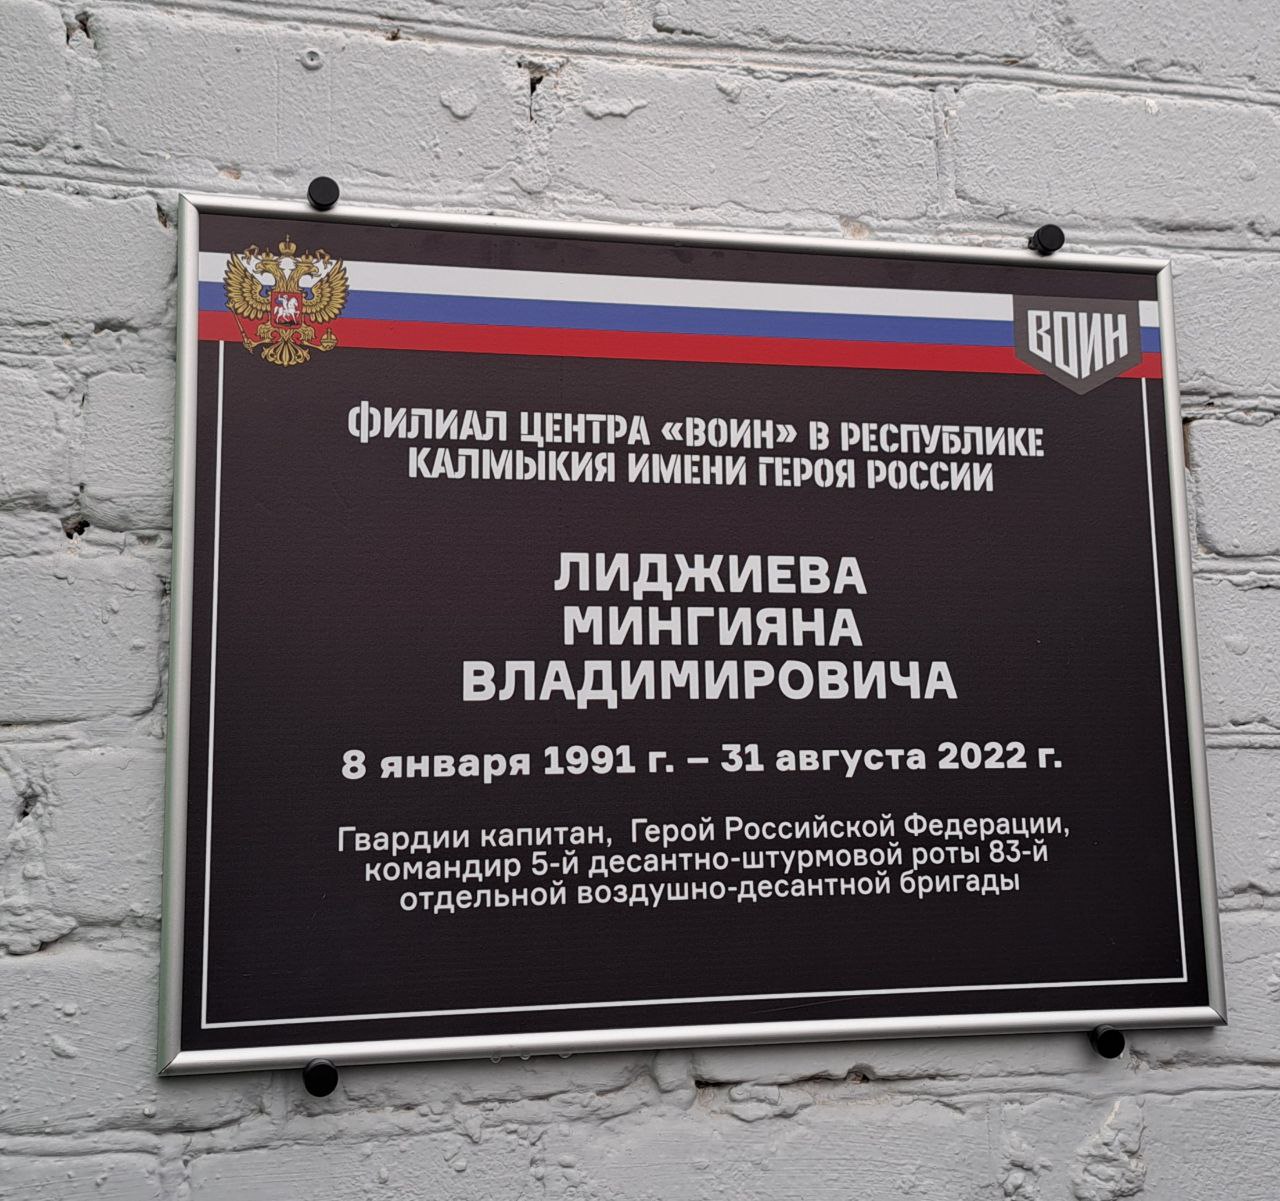 ВОИН
ФИЛИАЛ ЦЕНТРА «ВОИН» В РЕСПУБЛИКЕ
КАЛМЫКИЯ ИМЕНИ ГЕРОЯ РОССИИ
ЛИДЖИЕВА
МИНГИЯНА
ВЛАДИМИРОВИЧА
8 января 1991 г. – 31 августа 2022 г.
Гвардии капитан, Герой Российской Федерации,
командир 5-й десантно-штурмовой роты 83-й
отдельной воздушно-десантной бригады